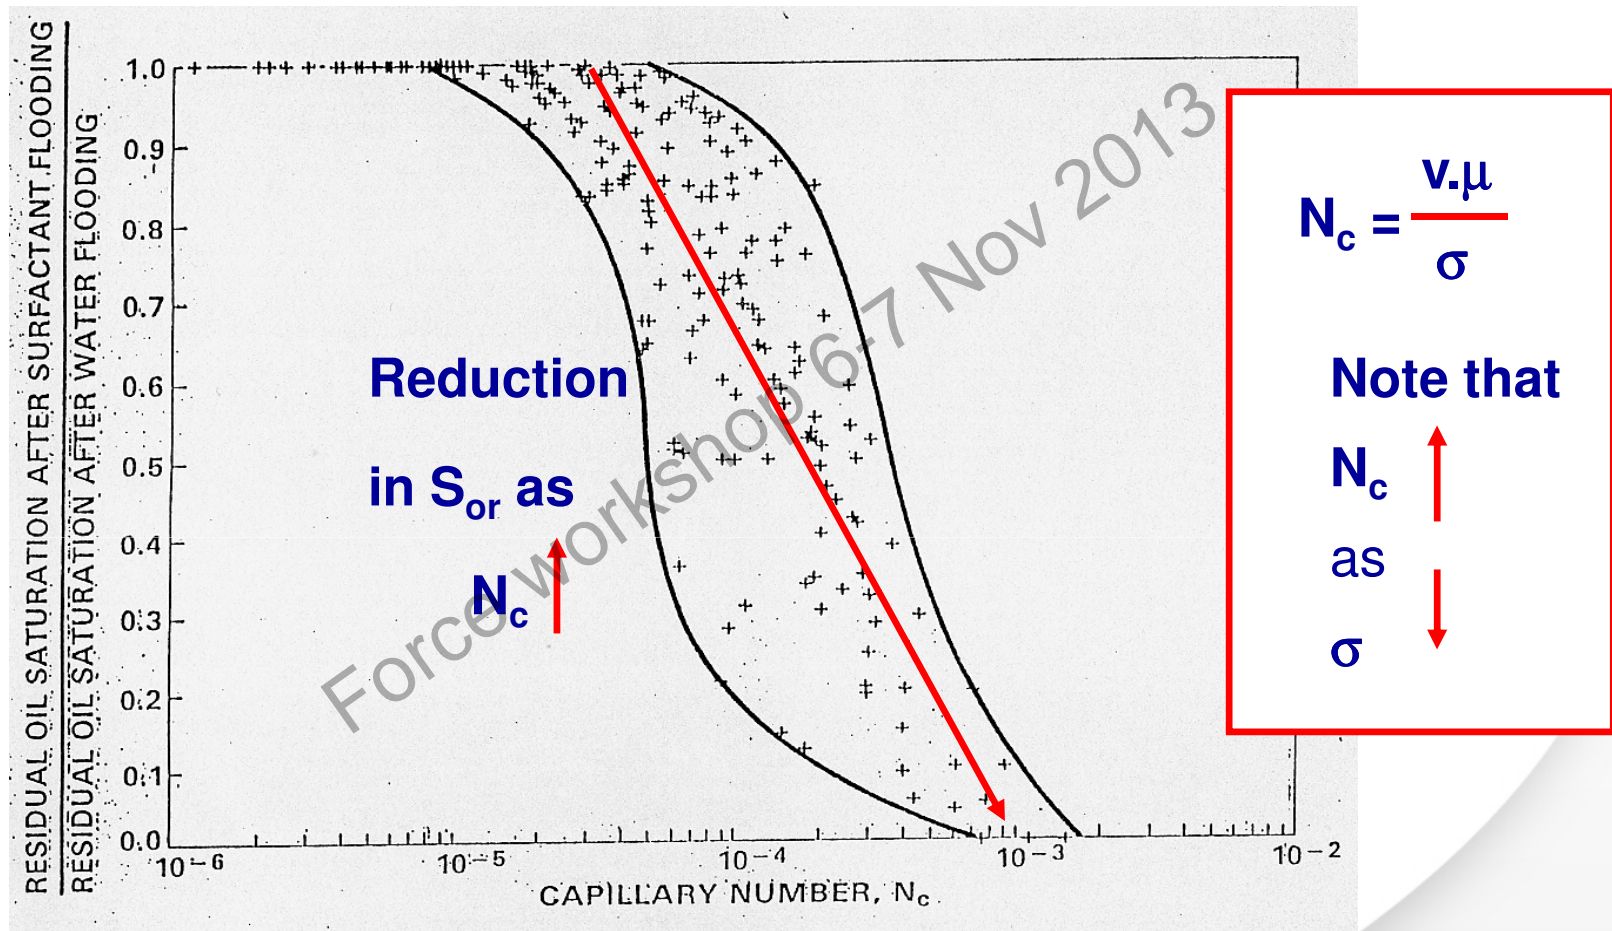 RESIDUAL OIL SATURATION AFTER SURFACTANT FLOODING
RESIDUAL OIL SATURATION AFTER WATER FLOODING
1.0
0.9
0.8
0.7
0.6
0.5
0.4
0.3
0.2
0.1
0.0
10-6
10-5
10-4
10-3
10-2
CAPILLARY NUMBER, Nc
Reduction
in Sor as
Nc
Force workshop 6-7 Nov 2013
Nc = v.μ
σ
Note that
Nc
as
σ